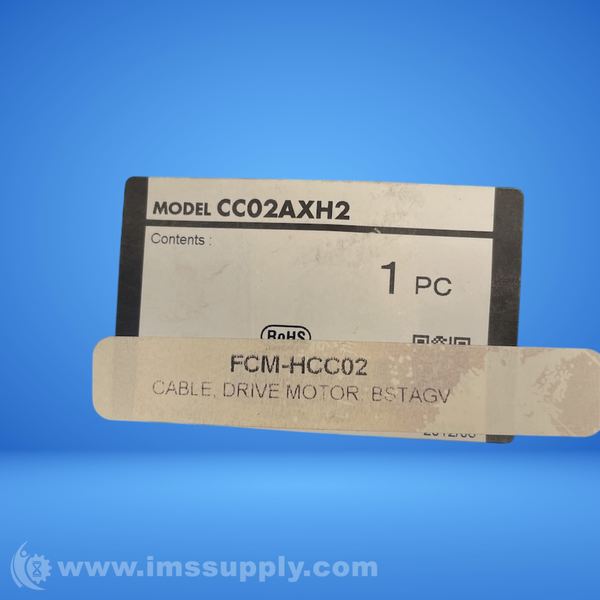 MODEL CC02AXH2
Contents :
1 PC
RoHS
FCM-HCC02
CABLE, DRIVE MOTOR, BSTAGV
www.imssupply.com